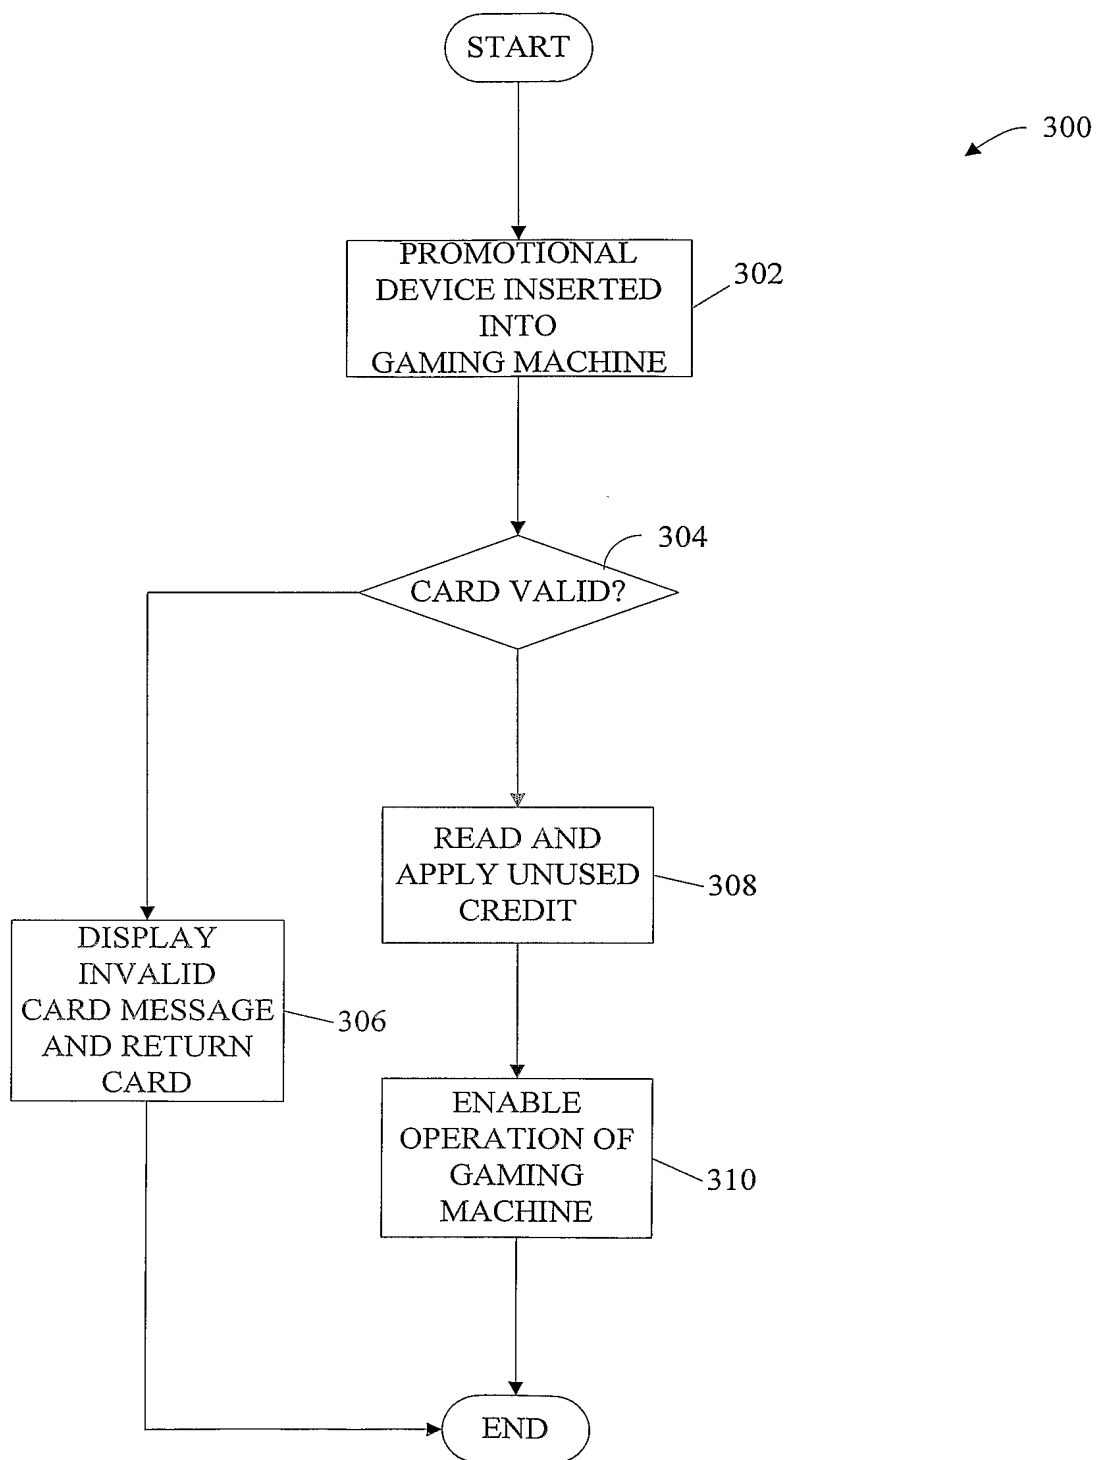 START
300
PROMOTIONAL
DEVICE INSERTED
INTO
GAMING MACHINE
302
304
CARD VALID?
READ AND
APPLY UNUSED
CREDIT
308
DISPLAY
INVALID
CARD MESSAGE
AND RETURN
CARD
306
ENABLE
OPERATION OF
GAMING
MACHINE
310
END